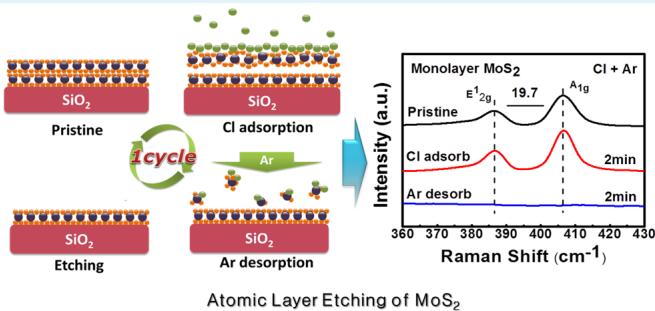 SiO2
Pristine
SiO2
Cl adsorption
1cycle
Ar
SiO2
Etching
SiO2
Ar desorption
Intensity (a.u.)
Monolayer MoS2
Cl + Ar
E12g
19.7
A1g
Pristine
Cl adsorb
2min
Ar desorb
2min
360 370 380 390 400 410 420 430
Raman Shift (cm-1)
Atomic Layer Etching of MoS2